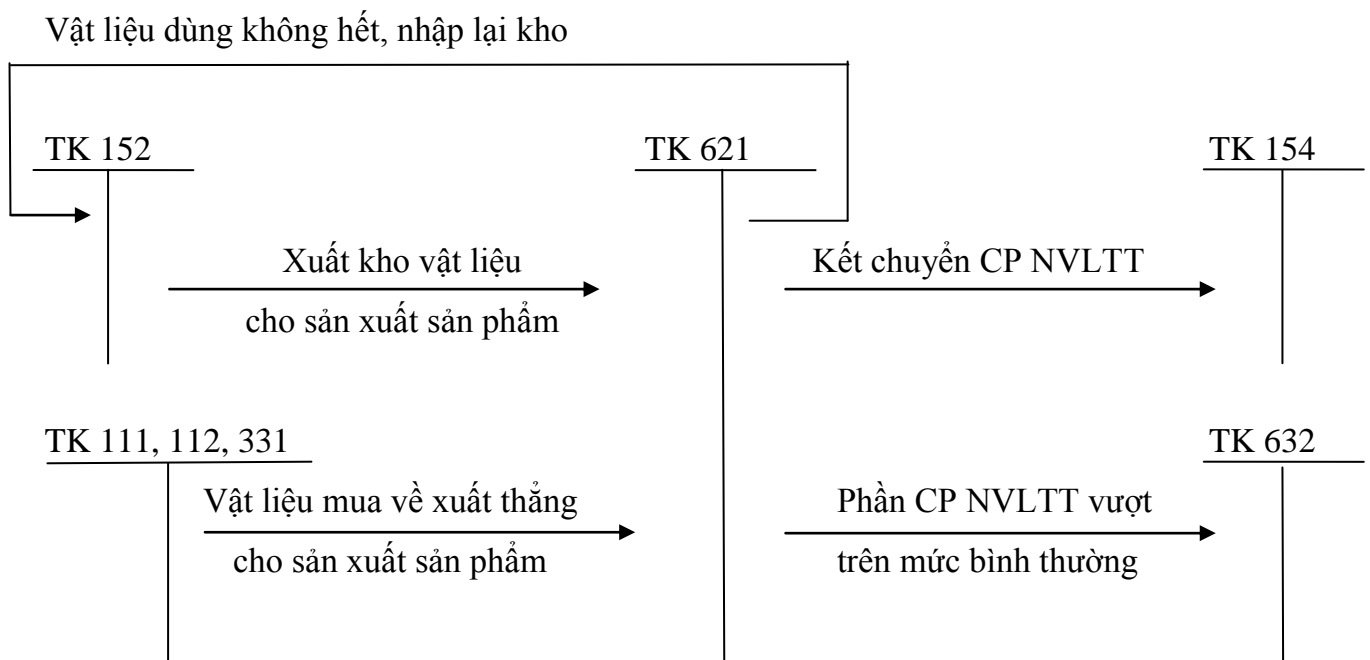 Vật liệu dùng không hết, nhập lại kho
TK 152
TK 621
TK 154
Xuất kho vật liệu
cho sản xuất sản phẩm
Kết chuyển CP NVLTT
TK 111, 112, 331
TK 632
Vật liệu mua về xuất thẳng
cho sản xuất sản phẩm
Phần CP NVLTT vượt
trên mức bình thường